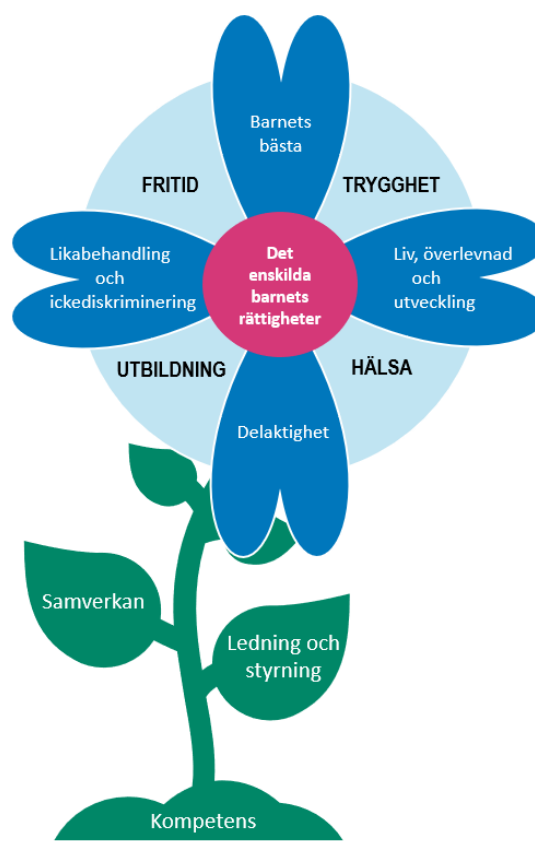 Barnets
bästa
FRITID
TRYGGHET
Likabehandling
och
ickediskriminering
Det
enskilda
barnets
rättigheter
Liv, överlevnad
och
utveckling
UTBILDNING
HÄLSA
Delaktighet
Samverkan
Ledning och
styrning
Kompetens